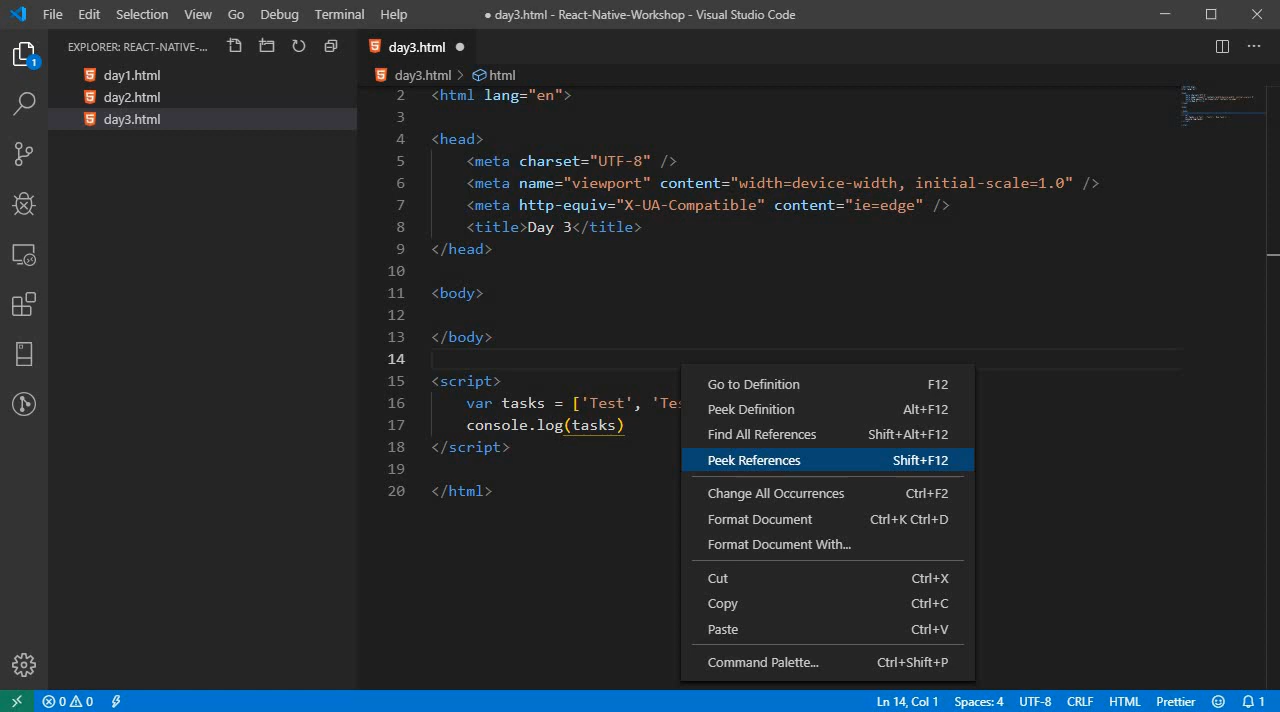 File Edit Selection View Go Debug Terminal Help
● day3.html - React-Native-Workshop - Visual Studio Code
1
EXPLORER: REACT-NATIVE-...
day1.html
day2.html
day3.html
day3.html ●
day3.html > html
2 <html lang="en">
3
4 <head>
5 <meta charset="UTF-8" />
6 <meta name="viewport" content="width=device-width, initial-scale=1.0" />
7 <meta http-equiv="X-UA-Compatible" content="ie=edge" />
8 <title>Day 3</title>
9 </head>
10
11 <body>
12
13 </body>
14
15 <script>
16 var tasks = ['Test', 'Tes
17 console.log(tasks)
18 </script>
19
20 </html>
Go to Definition F12
Peek Definition Alt+F12
Find All References Shift+Alt+F12
Peek References Shift+F12
Change All Occurrences Ctrl+F2
Format Document Ctrl+K Ctrl+D
Format Document With...
Cut Ctrl+X
Copy Ctrl+C
Paste Ctrl+V
Command Palette... Ctrl+Shift+P
0 0
Ln 14, Col 1 Spaces: 4 UTF-8 CRLF HTML Prettier 1